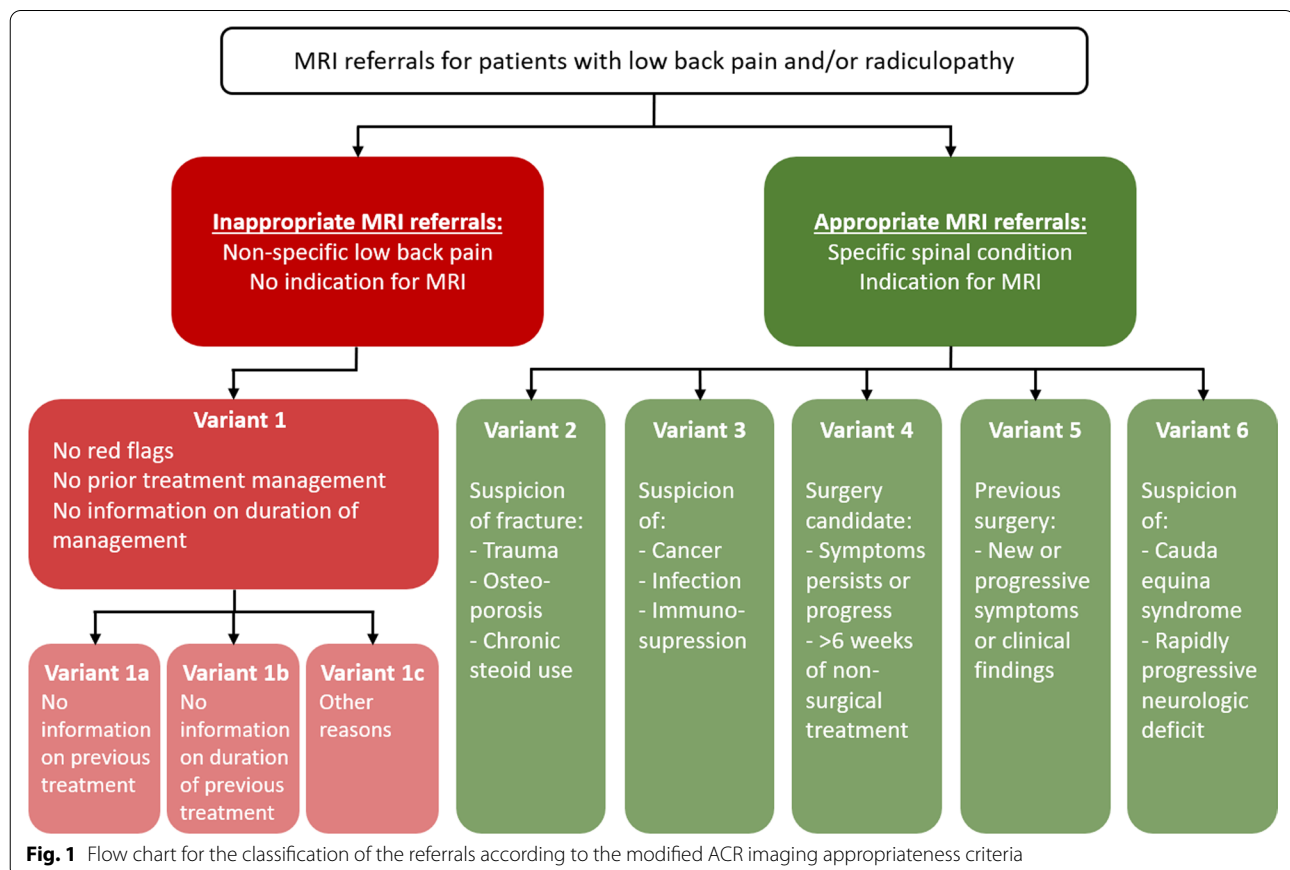 MRI referrals for patients with low back pain and/or radiculopathy
Inappropriate MRI referrals:
Non-specific low back pain
No indication for MRI
Appropriate MRI referrals:
Specific spinal condition
Indication for MRI
Variant 1
No red flags
No prior treatment management
No information on duration of
management
Variant 1a
No
information
on previous
treatment
Variant 1b
No
information
on duration
of previous
treatment
Variant 1c
Other
reasons
Variant 2
Suspicion
of fracture:
- Trauma
- Osteo-
porosis
- Chronic
steoid use
Variant 3
Suspicion
of:
- Cancer
- Infection
- Immuno-
supression
Variant 4
Surgery
candidate:
- Symptoms
persists or
progress
- >6 weeks
of non-
surgical
treatment
Variant 5
Previous
surgery:
- New or
progressive
symptoms
or clinical
findings
Variant 6
Suspicion
of:
- Cauda
equina
syndrome
- Rapidly
progressive
neurologic
deficit
Fig. 1 Flow chart for the classification of the referrals according to the modified ACR imaging appropriateness criteria